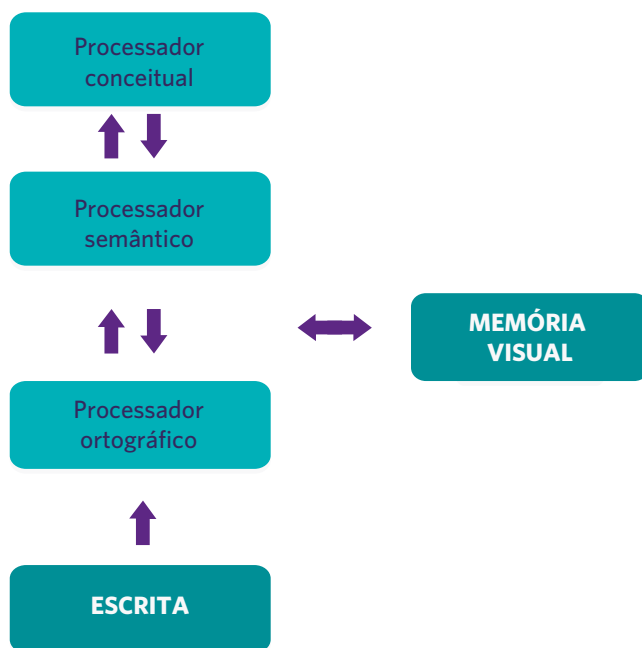 Processador
conceitual
Processador
semântico
MEMÓRIA
VISUAL
Processador
ortográfico
ESCRITA